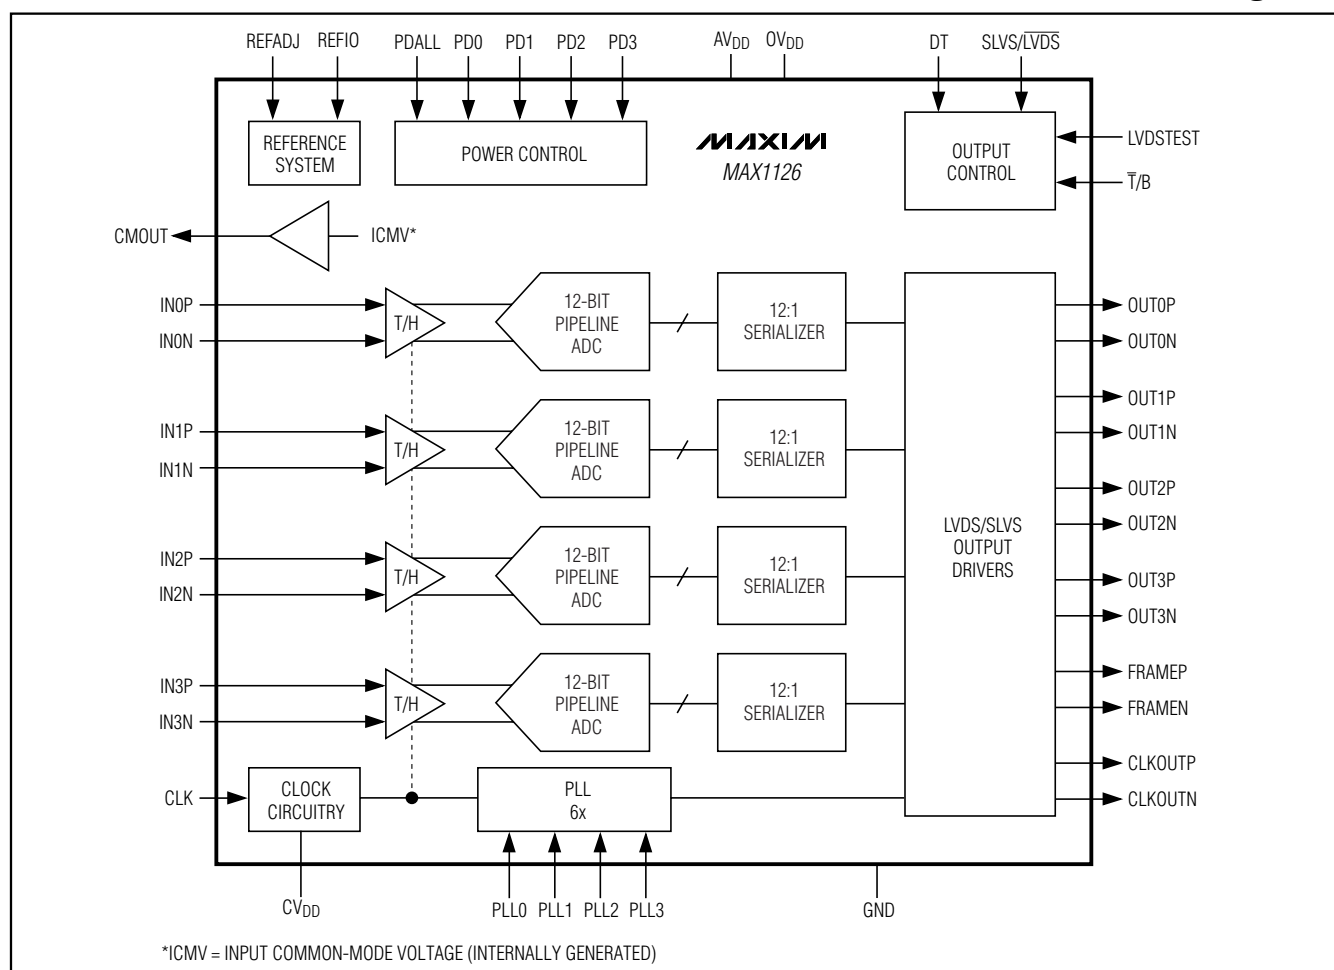 REFADJ REFIO PDALL PD0 PD1 PD2 PD3 AVDD OVDD DT SLVS/L̅V̅D̅S̅
REFERENCE
SYSTEM
POWER CONTROL
MAXIM
MAX1126
OUTPUT
CONTROL
LVDSTEST
T̅/B
CMOUT
ICMV*
IN0P
IN0N
T/H
12-BIT
PIPELINE
ADC
12:1
SERIALIZER
OUT0P
OUT0N
IN1P
IN1N
T/H
12-BIT
PIPELINE
ADC
12:1
SERIALIZER
OUT1P
OUT1N
IN2P
IN2N
T/H
12-BIT
PIPELINE
ADC
12:1
SERIALIZER
LVDS/SLVS
OUTPUT
DRIVERS
OUT2P
OUT2N
OUT3P
OUT3N
IN3P
IN3N
T/H
12-BIT
PIPELINE
ADC
12:1
SERIALIZER
FRAMEP
FRAMEN
CLK
CLOCK
CIRCUITRY
PLL
6x
CLKOUTP
CLKOUTN
CVDD PLL0 PLL1 PLL2 PLL3 GND
*ICMV = INPUT COMMON-MODE VOLTAGE (INTERNALLY GENERATED)